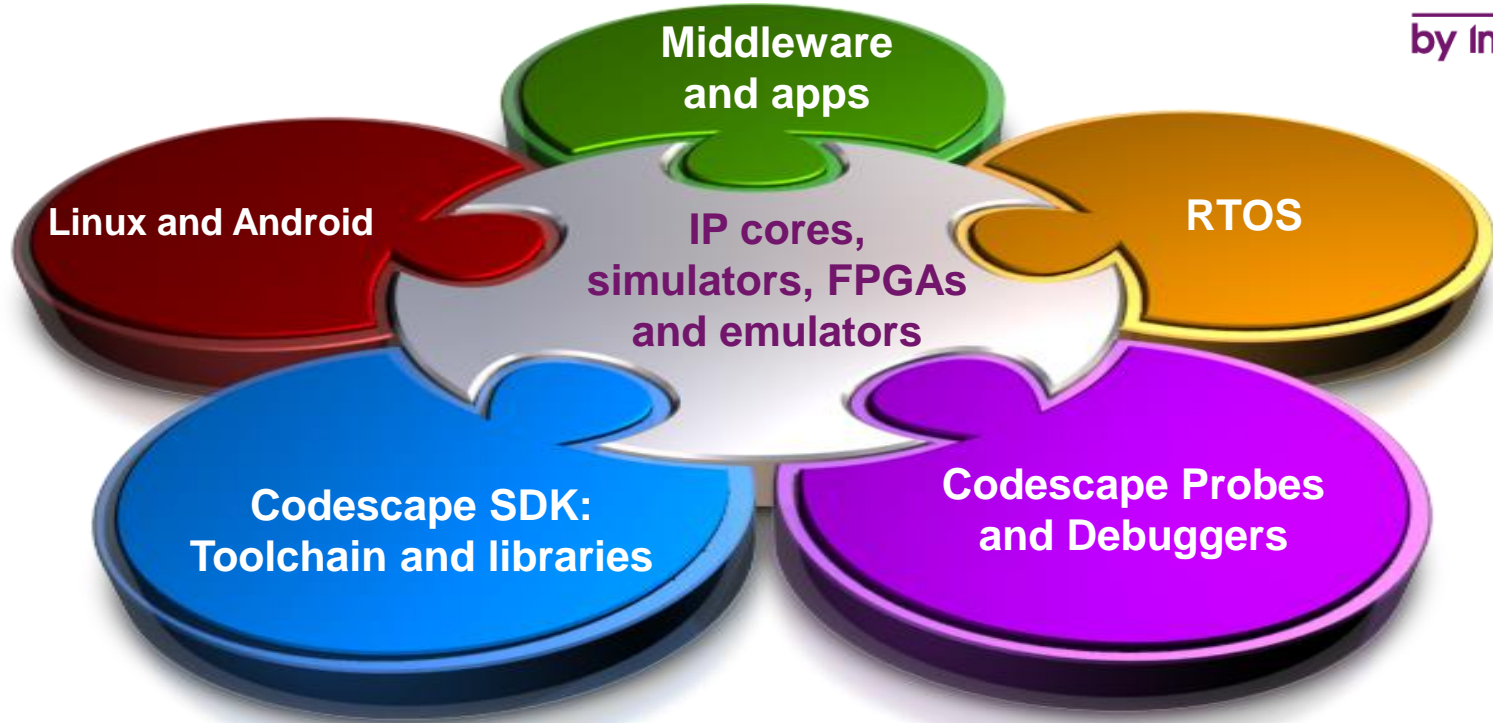 Middleware
and apps
by
Linux and Android
RTOS
IP cores,
simulators, FPGAs
and emulators
Codescape SDK:
Toolchain and libraries
Codescape Probes
and Debuggers